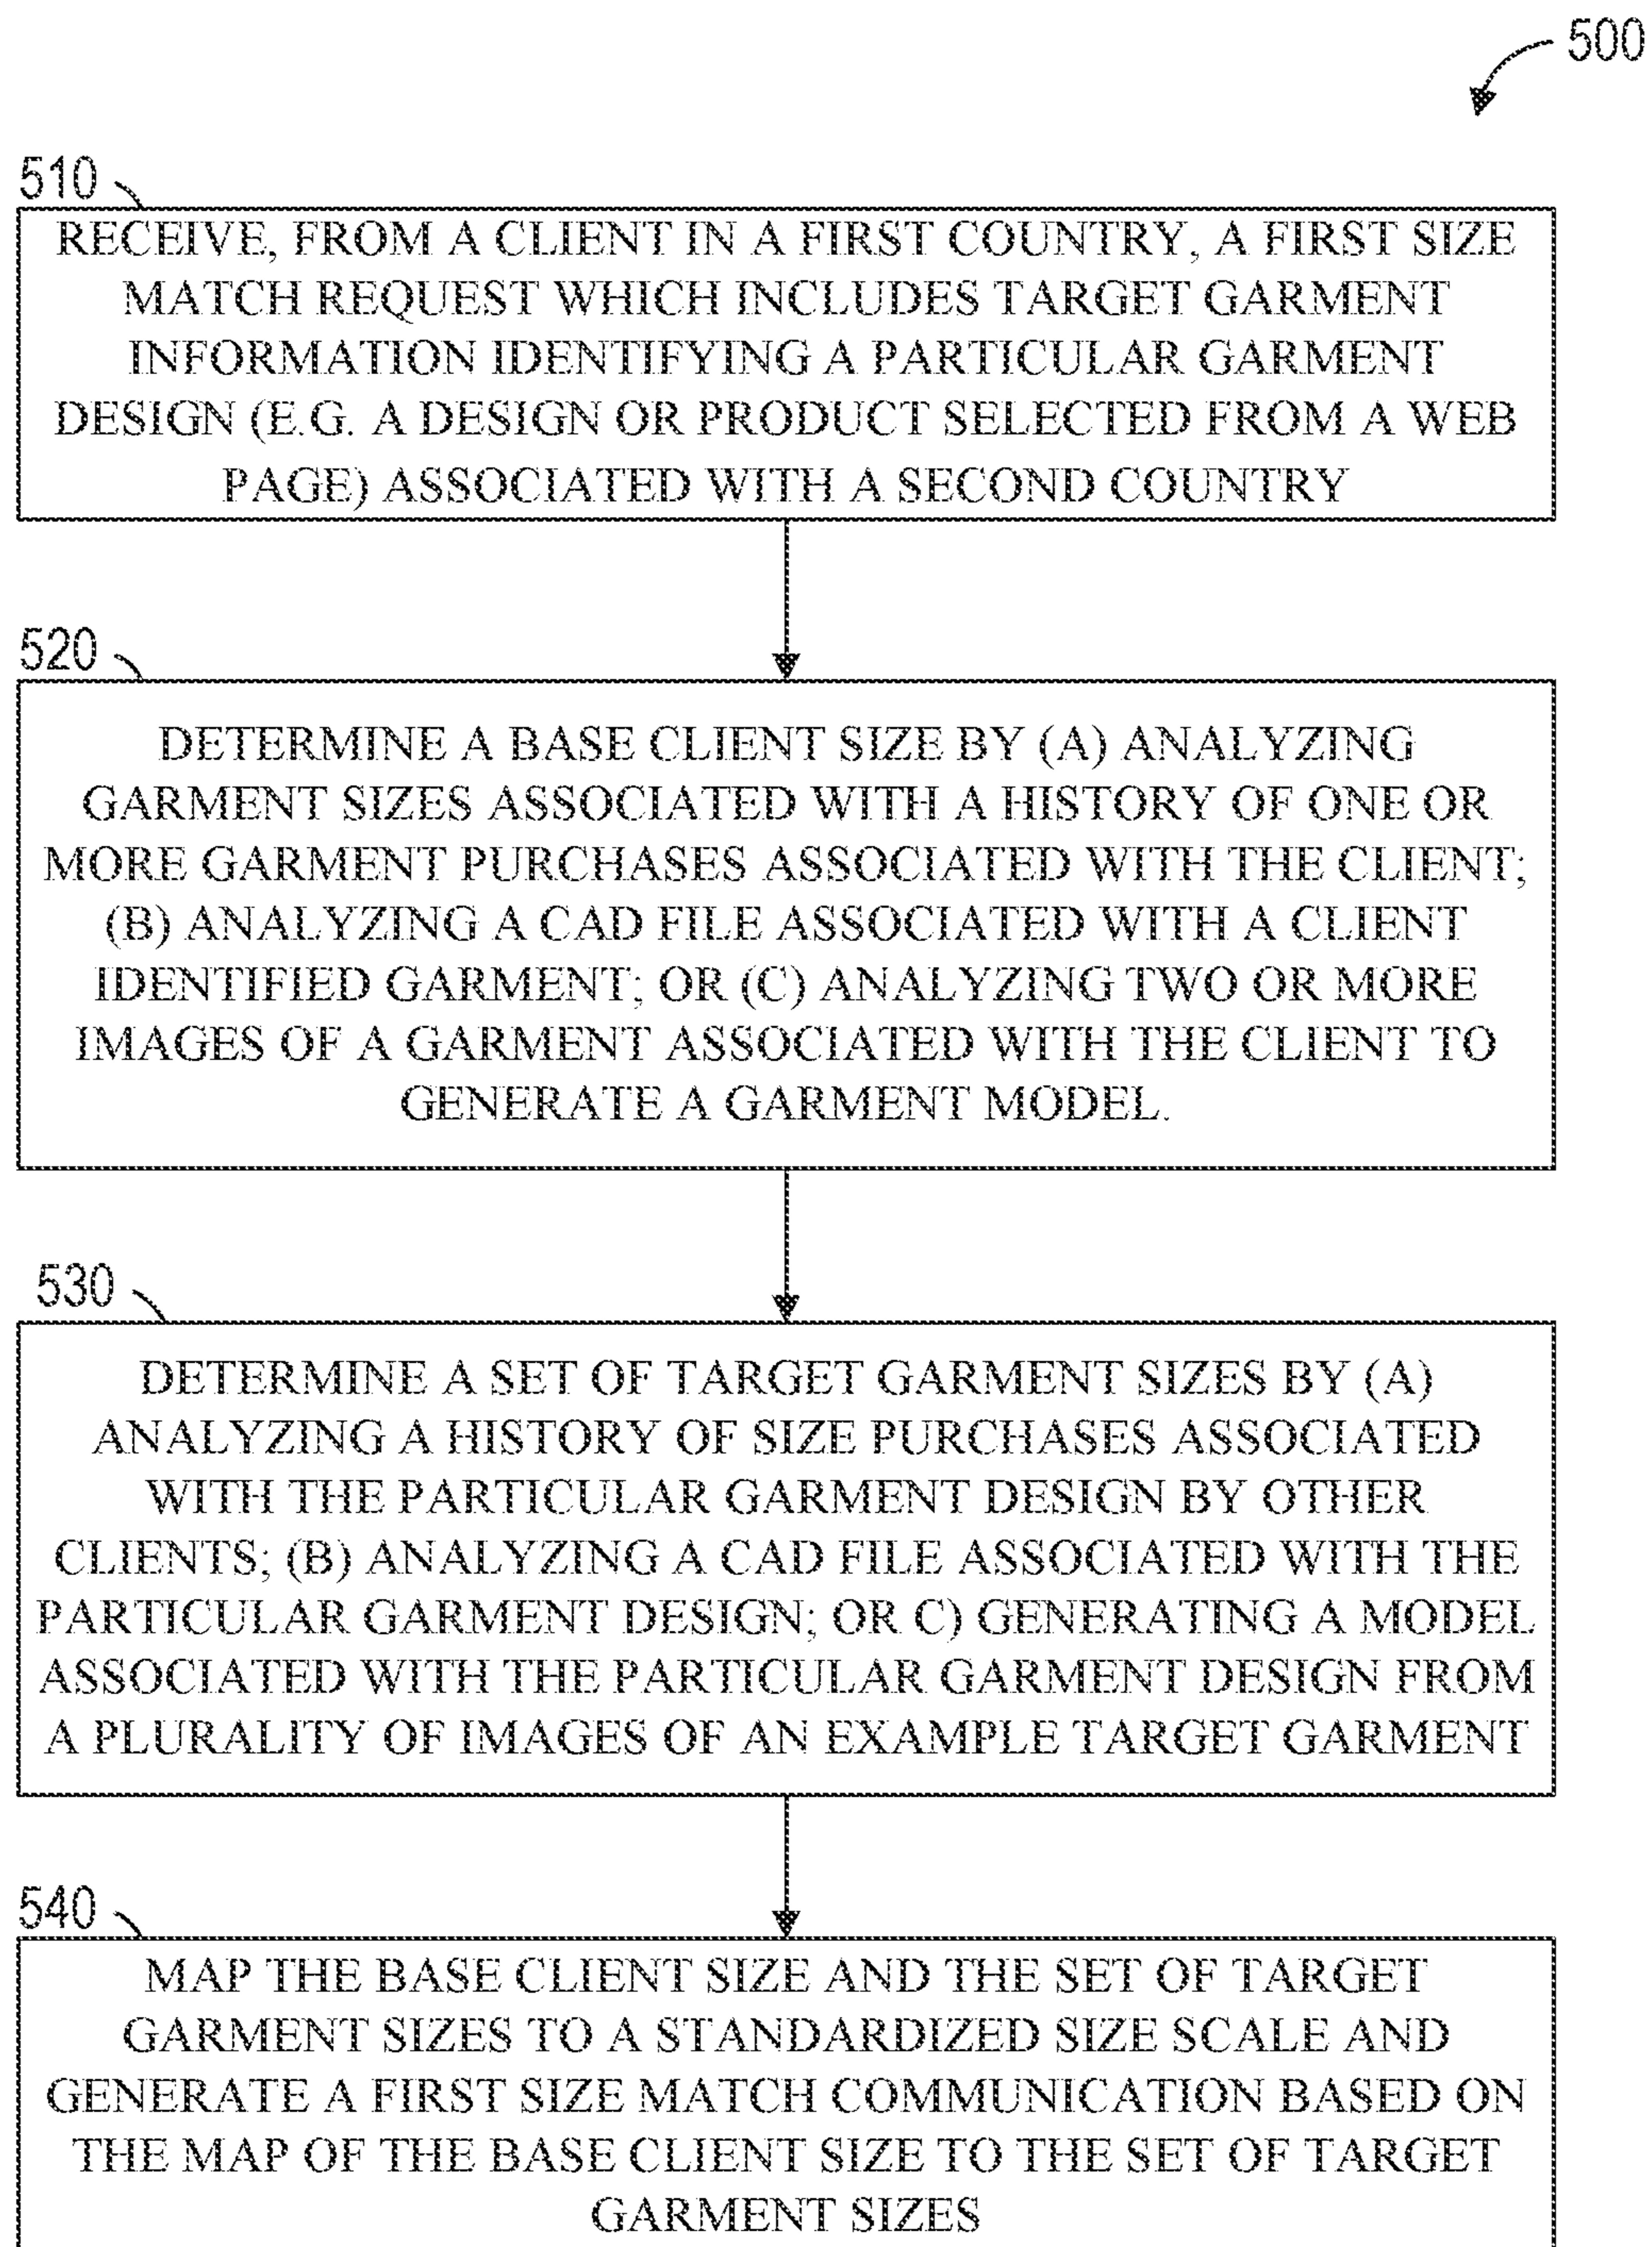 500
510
RECEIVE, FROM A CLIENT IN A FIRST COUNTRY, A FIRST SIZE
MATCH REQUEST WHICH INCLUDES TARGET GARMENT
INFORMATION IDENTIFYING A PARTICULAR GARMENT
DESIGN (E.G. A DESIGN OR PRODUCT SELECTED FROM A WEB
PAGE) ASSOCIATED WITH A SECOND COUNTRY
520
DETERMINE A BASE CLIENT SIZE BY (A) ANALYZING
GARMENT SIZES ASSOCIATED WITH A HISTORY OF ONE OR
MORE GARMENT PURCHASES ASSOCIATED WITH THE CLIENT;
(B) ANALYZING A CAD FILE ASSOCIATED WITH A CLIENT
IDENTIFIED GARMENT; OR (C) ANALYZING TWO OR MORE
IMAGES OF A GARMENT ASSOCIATED WITH THE CLIENT TO
GENERATE A GARMENT MODEL.
530
DETERMINE A SET OF TARGET GARMENT SIZES BY (A)
ANALYZING A HISTORY OF SIZE PURCHASES ASSOCIATED
WITH THE PARTICULAR GARMENT DESIGN BY OTHER
CLIENTS; (B) ANALYZING A CAD FILE ASSOCIATED WITH THE
PARTICULAR GARMENT DESIGN; OR C) GENERATING A MODEL
ASSOCIATED WITH THE PARTICULAR GARMENT DESIGN FROM
A PLURALITY OF IMAGES OF AN EXAMPLE TARGET GARMENT
540
MAP THE BASE CLIENT SIZE AND THE SET OF TARGET
GARMENT SIZES TO A STANDARDIZED SIZE SCALE AND
GENERATE A FIRST SIZE MATCH COMMUNICATION BASED ON
THE MAP OF THE BASE CLIENT SIZE TO THE SET OF TARGET
GARMENT SIZES